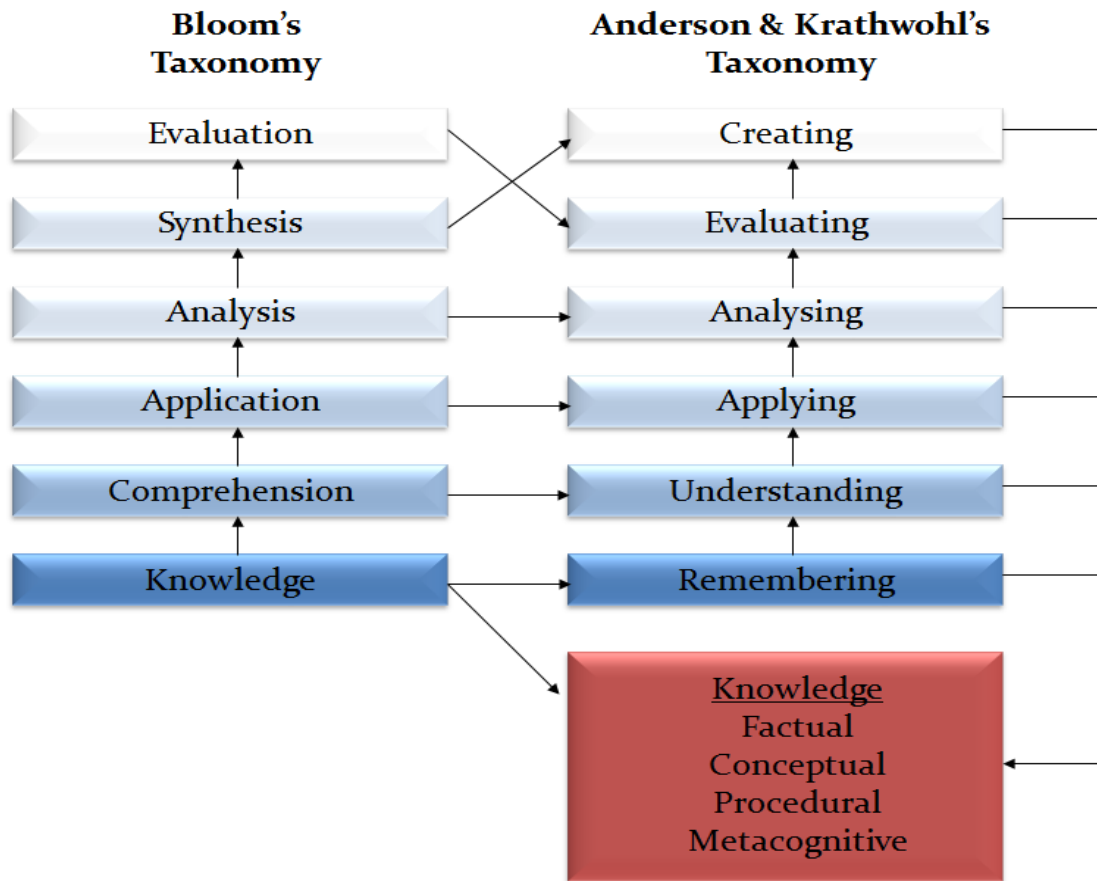 Bloom's
Taxonomy
Anderson & Krathwohl's
Taxonomy
Evaluation
Synthesis
Analysis
Application
Comprehension
Knowledge
Creating
Evaluating
Analysing
Applying
Understanding
Remembering
Knowledge
Factual
Conceptual
Procedural
Metacognitive